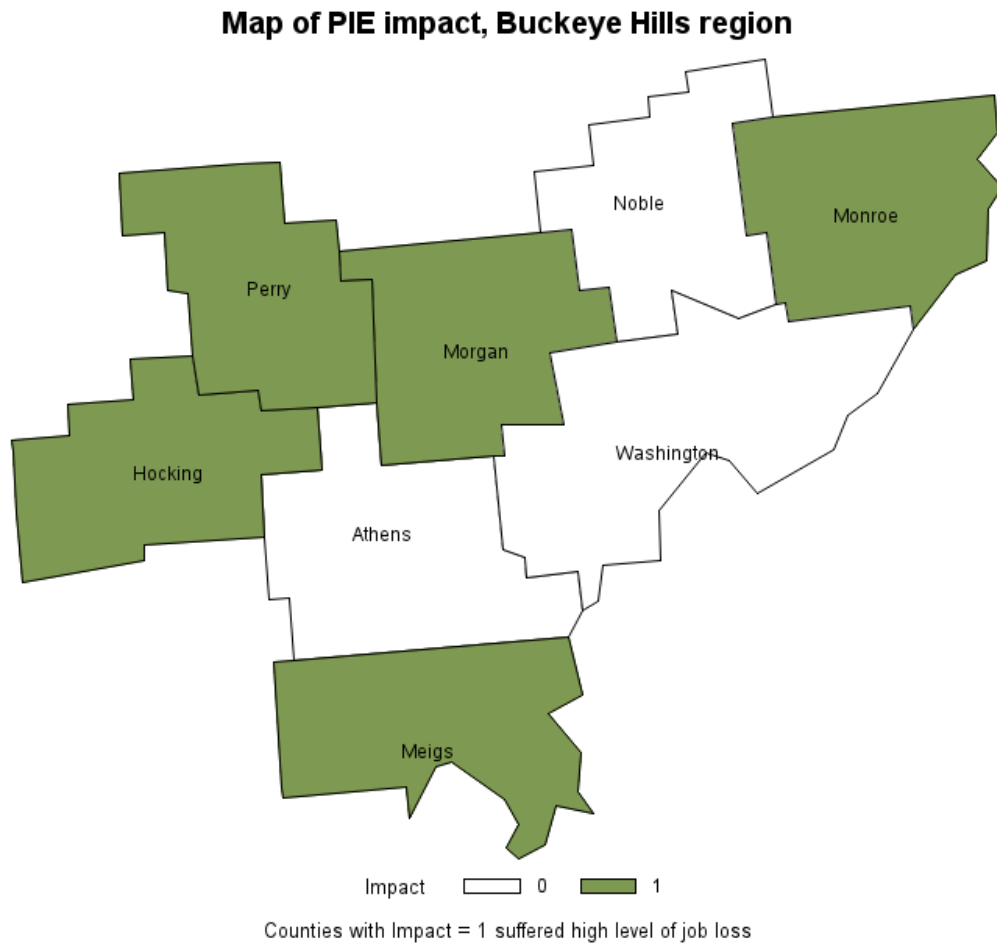 Map of PIE impact, Buckeye Hills region
Noble
Monroe
Perry
Morgan
Washington
Hocking
Athens
Meigs
Impact 0 1
Counties with Impact = 1 suffered high level of job loss